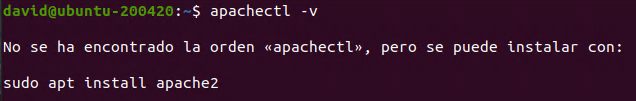 david@ubuntu-200420:~$ apachectl -v
No se ha encontrado la orden «apachectl», pero se puede instalar con:
sudo apt install apache2